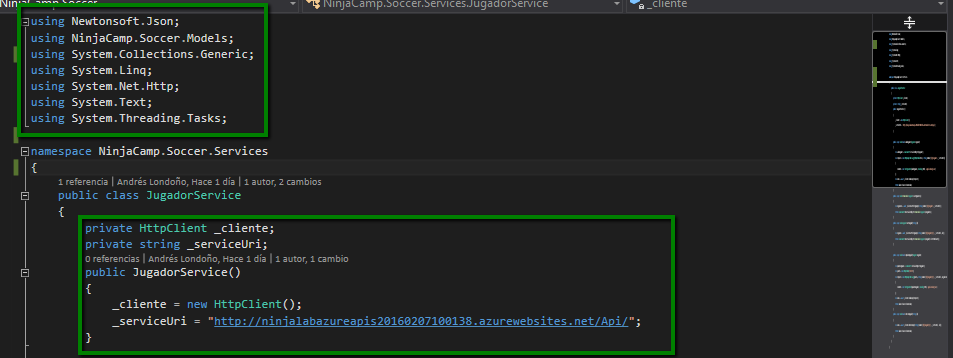 NinjaCamp.Soccer
NinjaCamp.Soccer.Services.JugadorService
_cliente
using Newtonsoft.Json;
using NinjaCamp.Soccer.Models;
using System.Collections.Generic;
using System.Linq;
using System.Net.Http;
using System.Text;
using System.Threading.Tasks;
namespace NinjaCamp.Soccer.Services
{
1 referencia | Andrés Londoño, Hace 1 día | 1 autor, 2 cambios
public class JugadorService
{
private HttpClient _cliente;
private string _serviceUri;
0 referencias | Andrés Londoño, Hace 1 día | 1 autor, 1 cambio
public JugadorService()
{
_cliente = new HttpClient();
_serviceUri = "http://ninjalabazureapis20160207100138.azurewebsites.net/Api/";
}